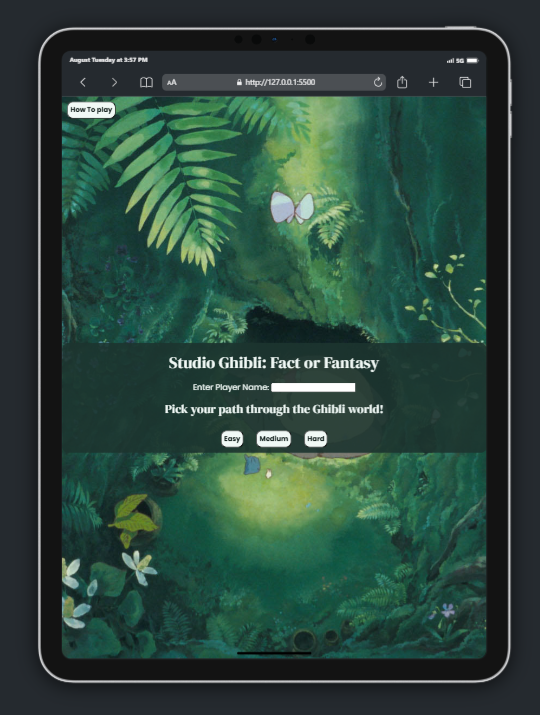 August Tuesday at 3:57 PM
5G
AA
http://127.0.0.1:5500
How To play
Studio Ghibli: Fact or Fantasy
Enter Player Name:
Pick your path through the Ghibli world!
Easy Medium Hard